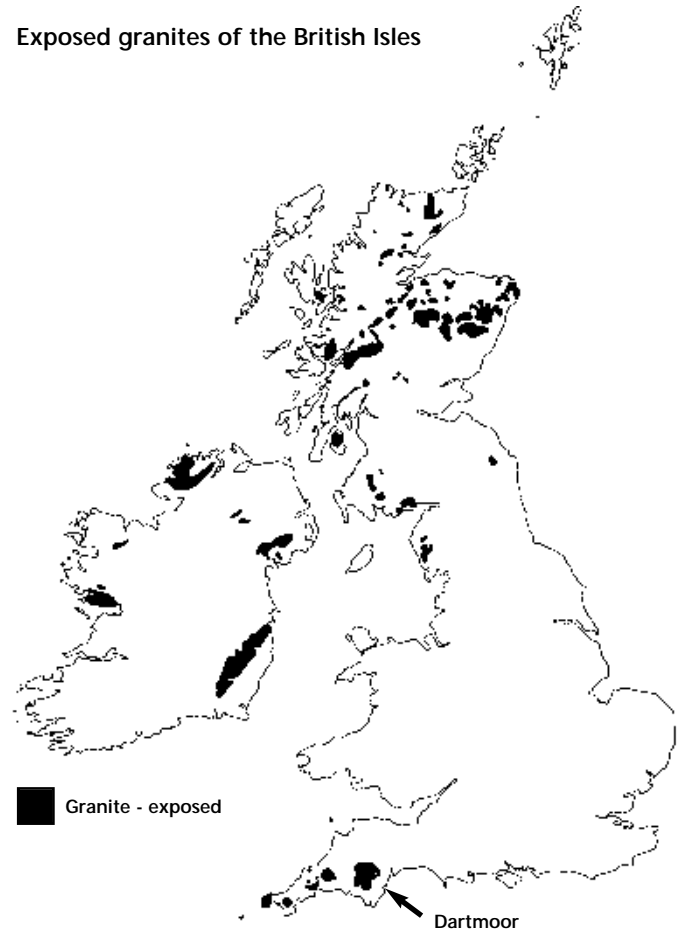 Exposed granites of the British Isles
Granite - exposed
Dartmoor